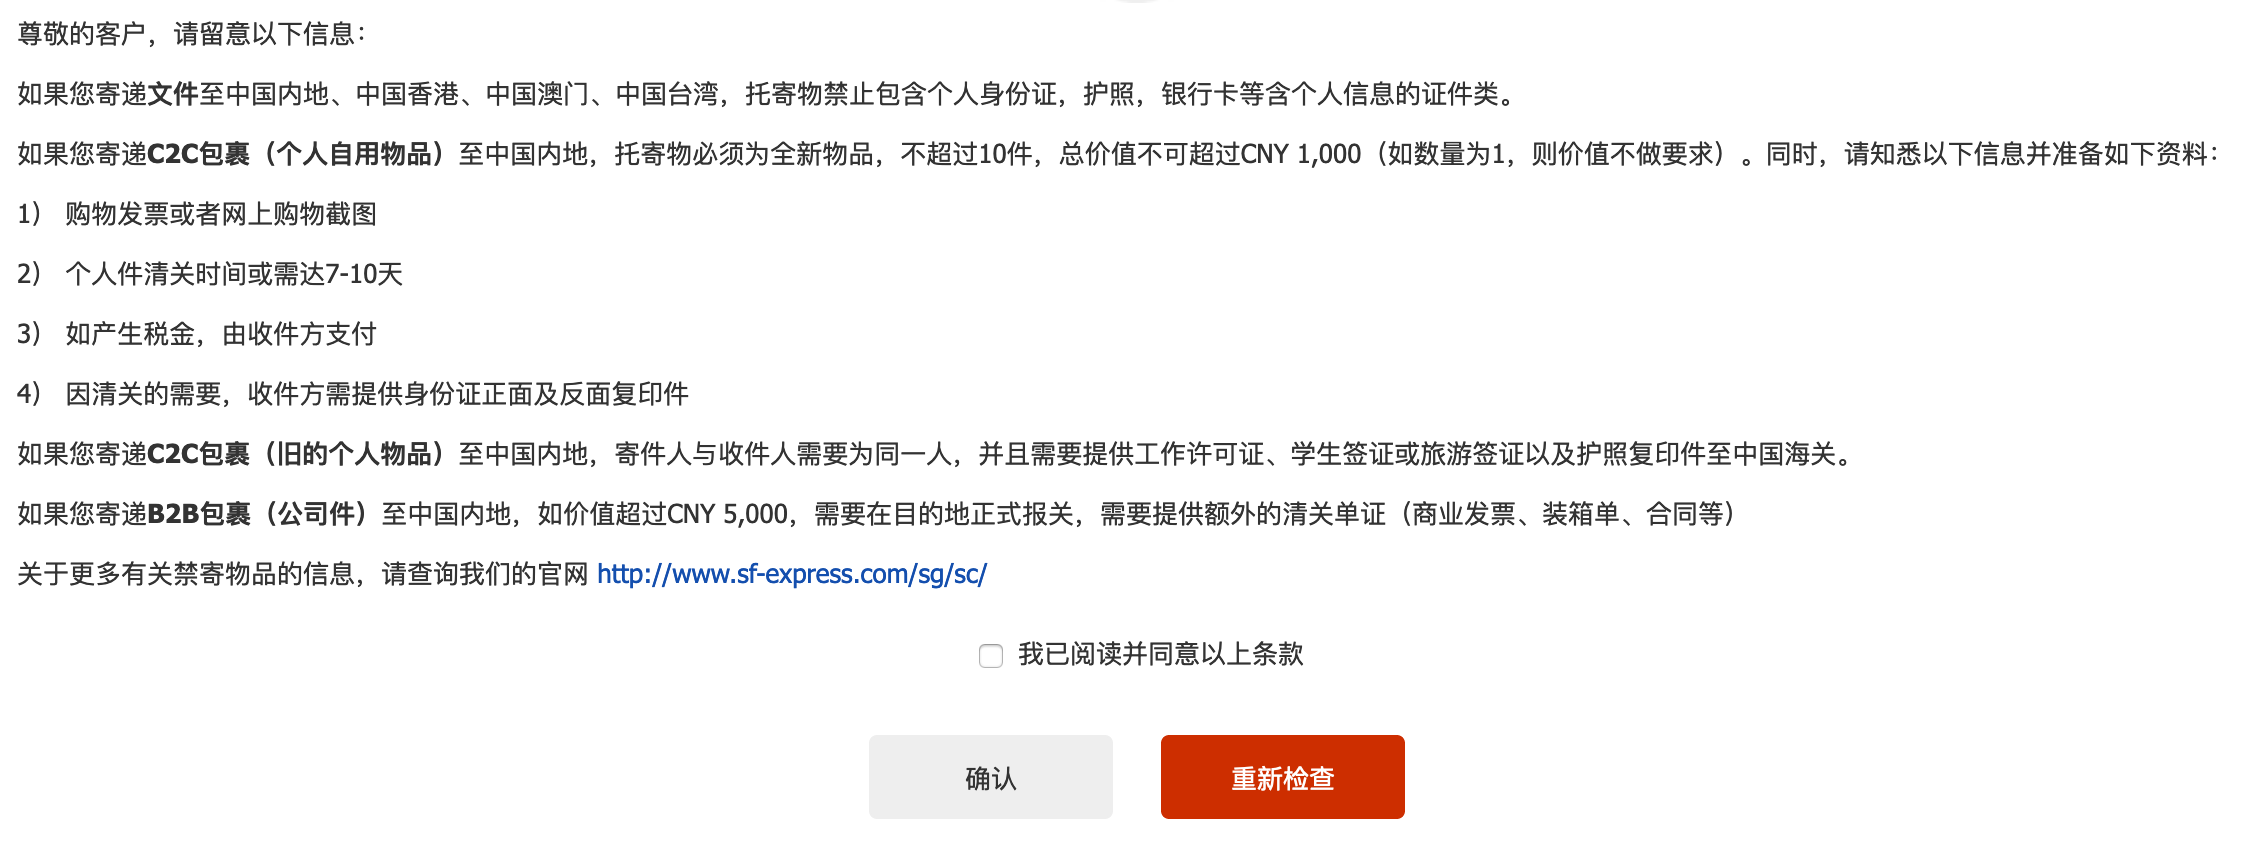 尊敬的客户，请留意以下信息：
如果您寄递文件至中国内地、中国香港、中国澳门、中国台湾，托寄物禁止包含个人身份证，护照，银行卡等含个人信息的证件类。
如果您寄递C2C包裹（个人自用物品）至中国内地，托寄物必须为全新物品，不超过10件，总价值不可超过CNY 1,000（如数量为1，则价值不做要求）。同时，请知悉以下信息并准备如下资料：
1） 购物发票或者网上购物截图
2） 个人件清关时间或需达7-10天
3） 如产生税金，由收件方支付
4） 因清关的需要，收件方需提供身份证正面及反面复印件
如果您寄递C2C包裹（旧的个人物品）至中国内地，寄件人与收件人需要为同一人，并且需要提供工作许可证、学生签证或旅游签证以及护照复印件至中国海关。
如果您寄递B2B包裹（公司件）至中国内地，如价值超过CNY 5,000，需要在目的地正式报关，需要提供额外的清关单证（商业发票、装箱单、合同等）
关于更多有关禁寄物品的信息，请查询我们的官网 http://www.sf-express.com/sg/sc/
我已阅读并同意以上条款
确认 重新检查